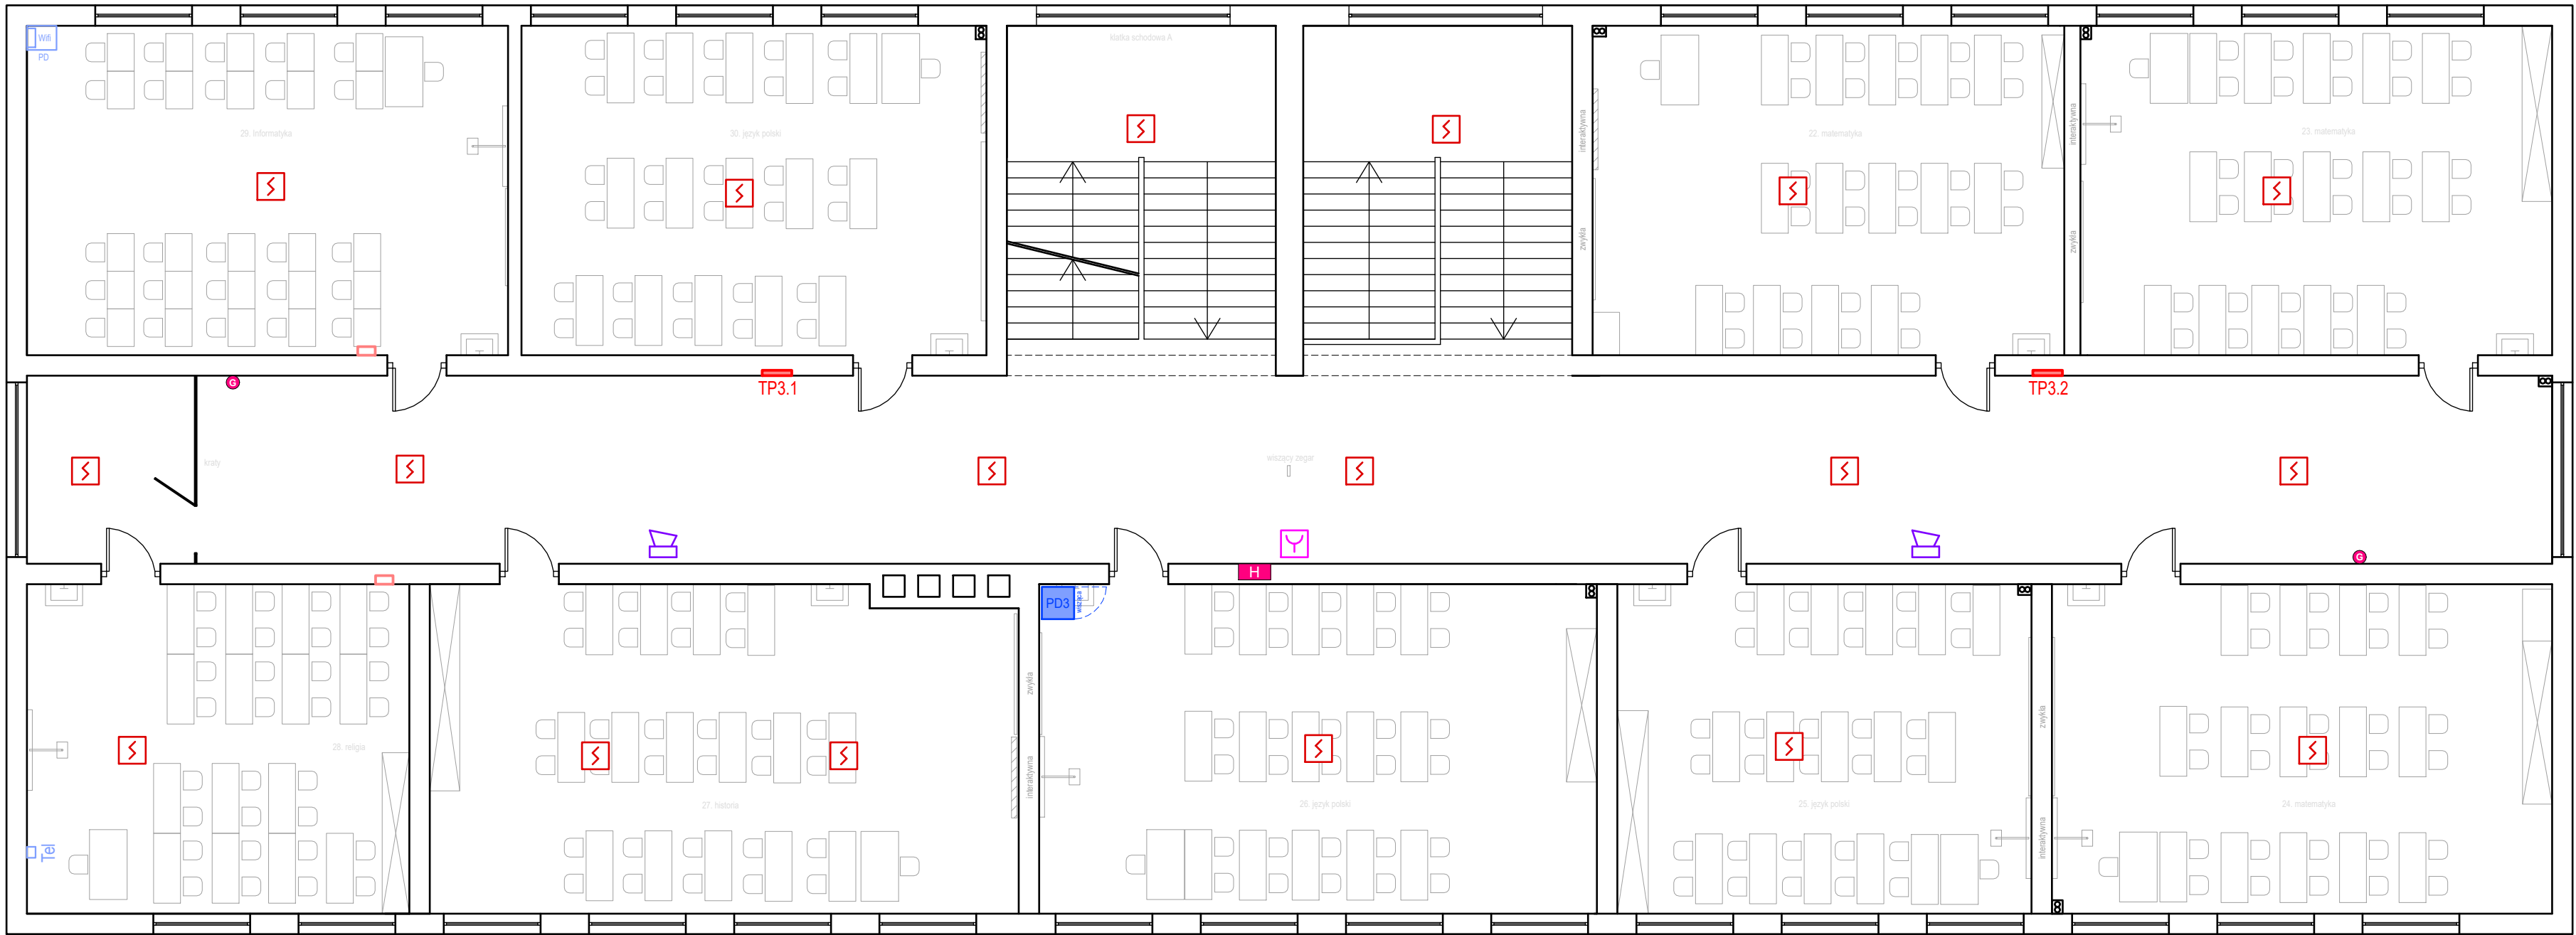 Wifi
PD
klatka schodowa A
29. Informatyka
30. język polski
interaktywna
zwykła
22. matematyka
interaktywna
zwykła
23. matematyka
G
TP3.1
TP3.2
kraty
wiszący zegar
G
H
PD3
wisząca
28. religia
Tel
27. historia
zwykła
interaktywna
26. język polski
25. język polski
zwykła
interaktywna
24. matematyka